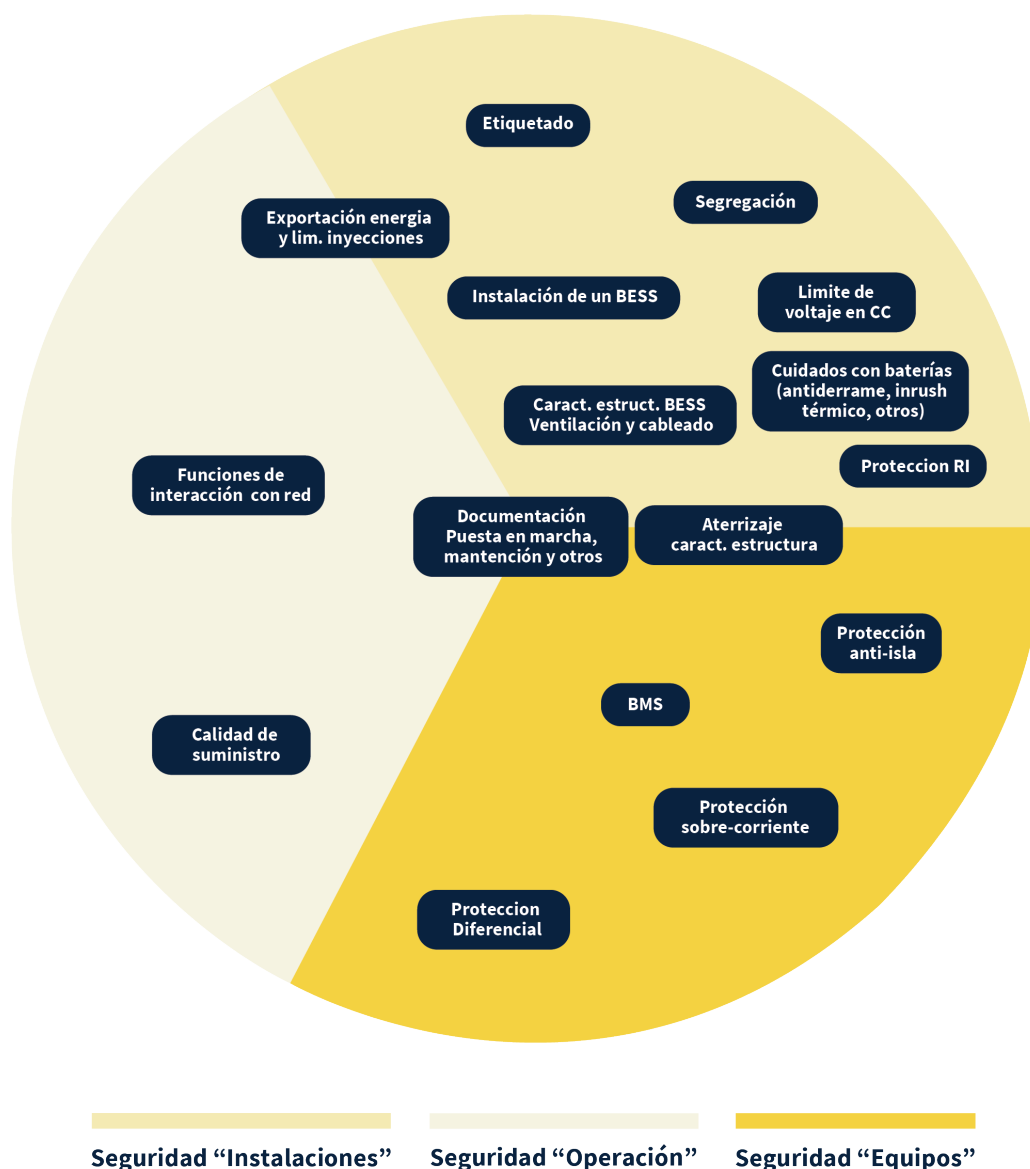 Etiquetado
Segregación
Exportación energia
y lim. inyecciones
Instalación de un BESS
Limite de
voltaje en CC
Cuidados con baterías
(antiderrame, inrush
térmico, otros)
Caract. estruct. BESS
Ventilación y cableado
Proteccion RI
Funciones de
interacción con red
Documentación
Puesta en marcha,
mantención y otros
Aterrizaje
caract. estructura
Protección
anti-isla
BMS
Calidad de
suministro
Protección
sobre-corriente
Proteccion
Diferencial
Seguridad “Instalaciones”
Seguridad “Operación”
Seguridad “Equipos”